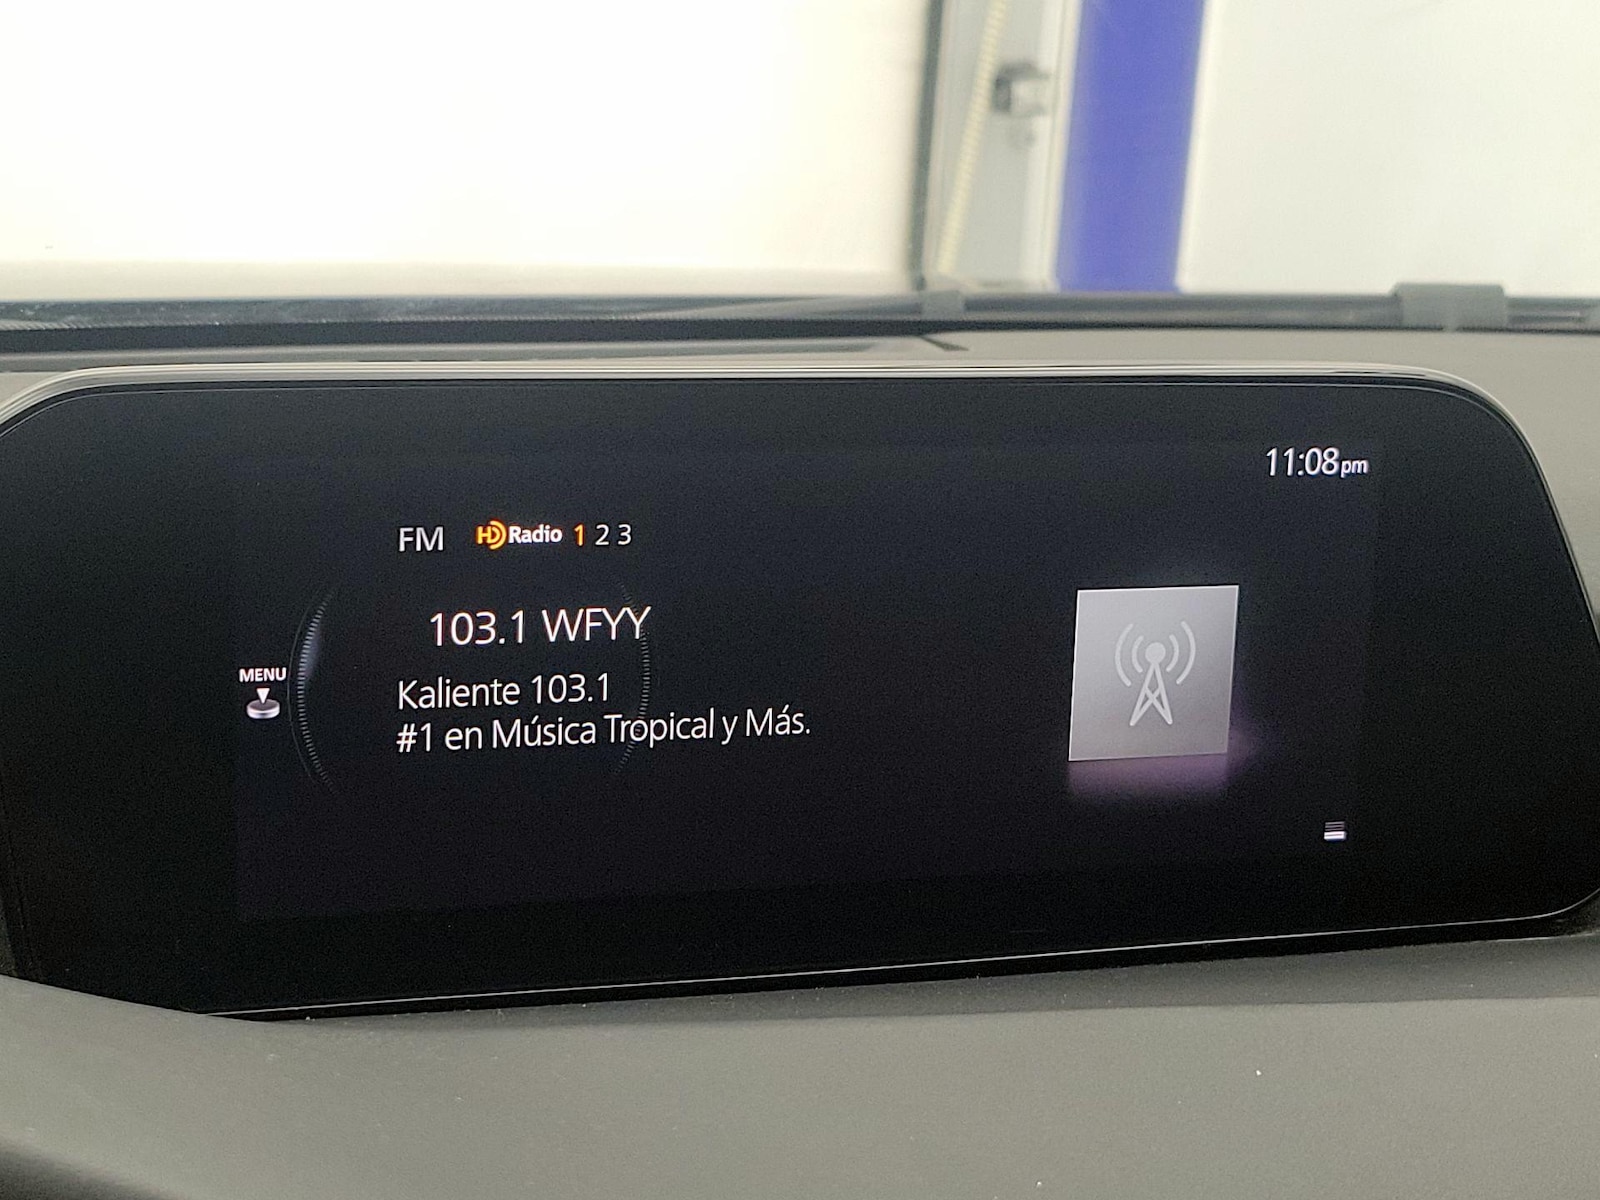 11:08pm
FM HD Radio 1 2 3
103.1 WFYY
MENU
Kaliente 103.1
#1 en Música Tropical y Más.